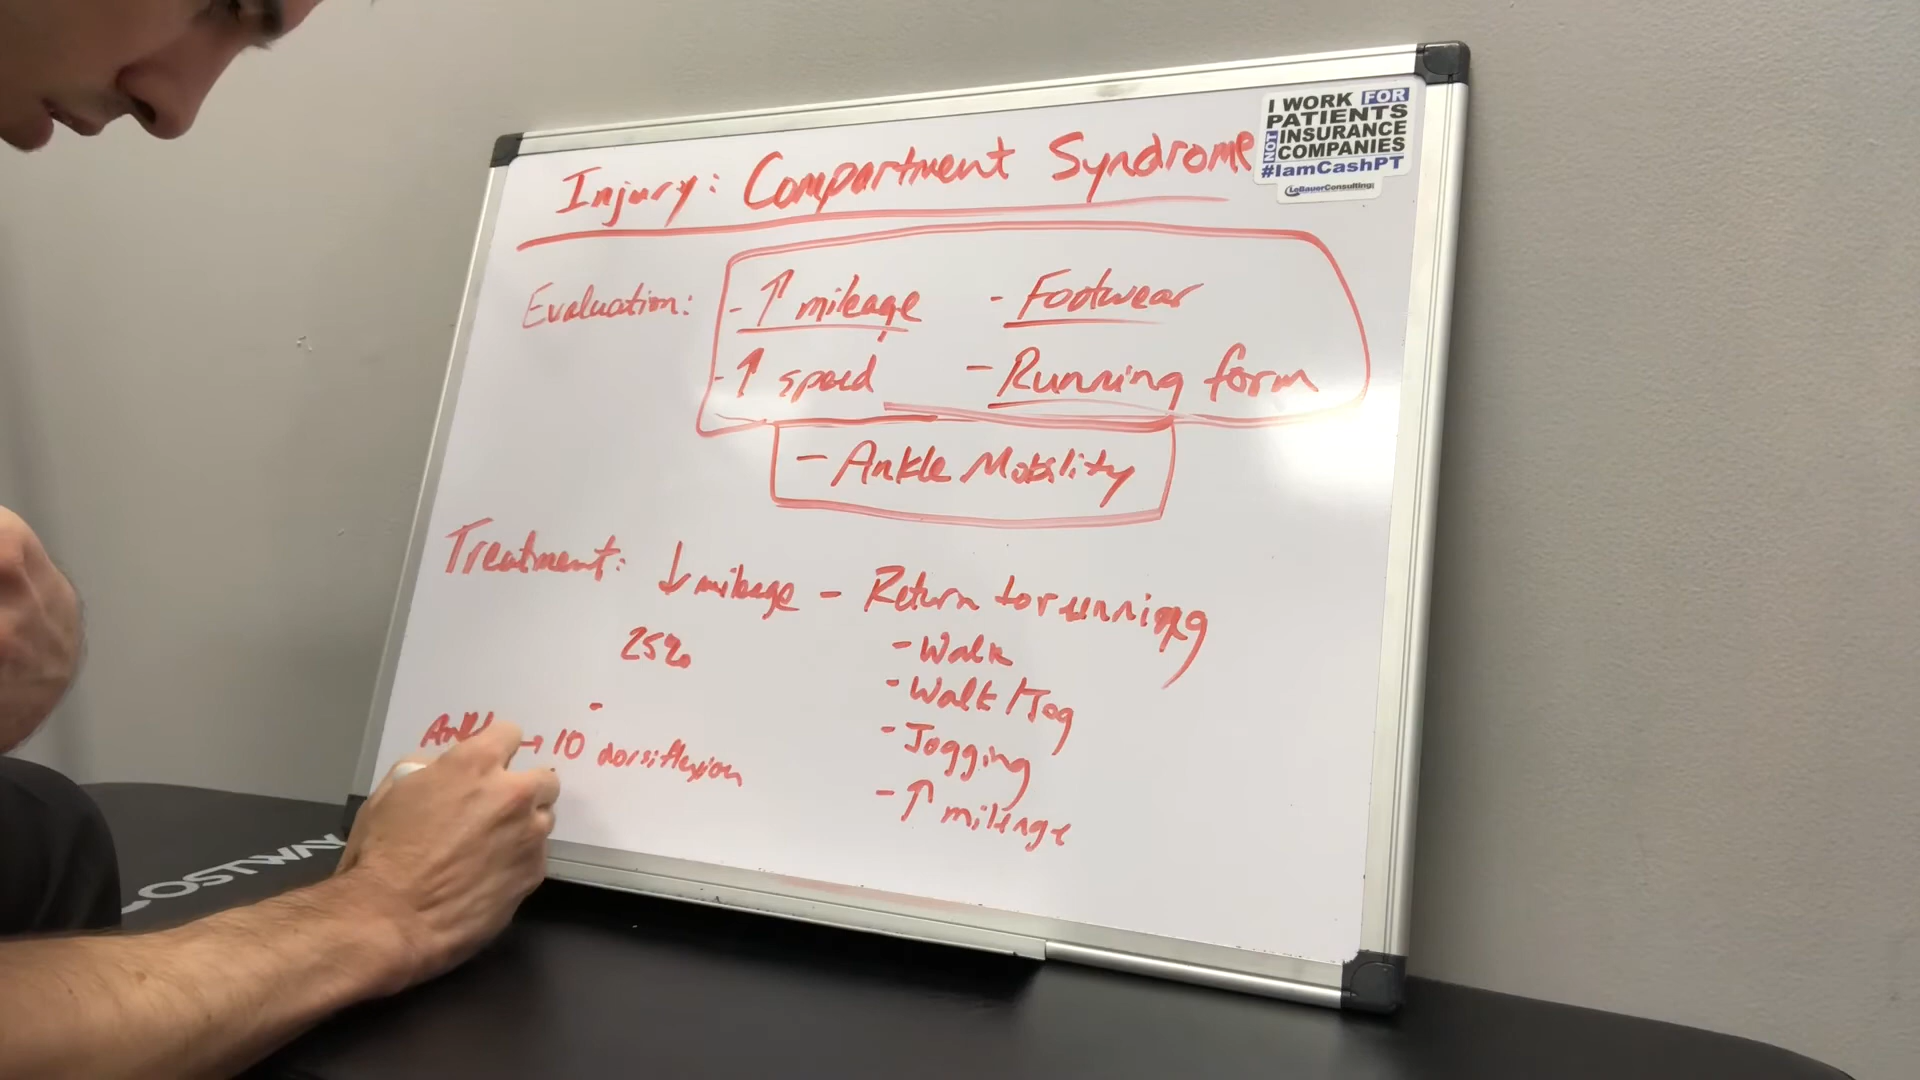 I WORK FOR
PATIENTS
NOT INSURANCE
COMPANIES
#IamCashPT
LeBauerConsulting
Injury: Compartment Syndrome
Evaluation:
- ↑ mileage - Footwear
- ↑ speed - Running form
- Ankle Mobility
Treatment: ↓ mileage - Return to running
25%
- Walk
- Walk/Jog
- Jogging
- ↑ mileage
-
→ 10 dorsiflexion
OSTWAY